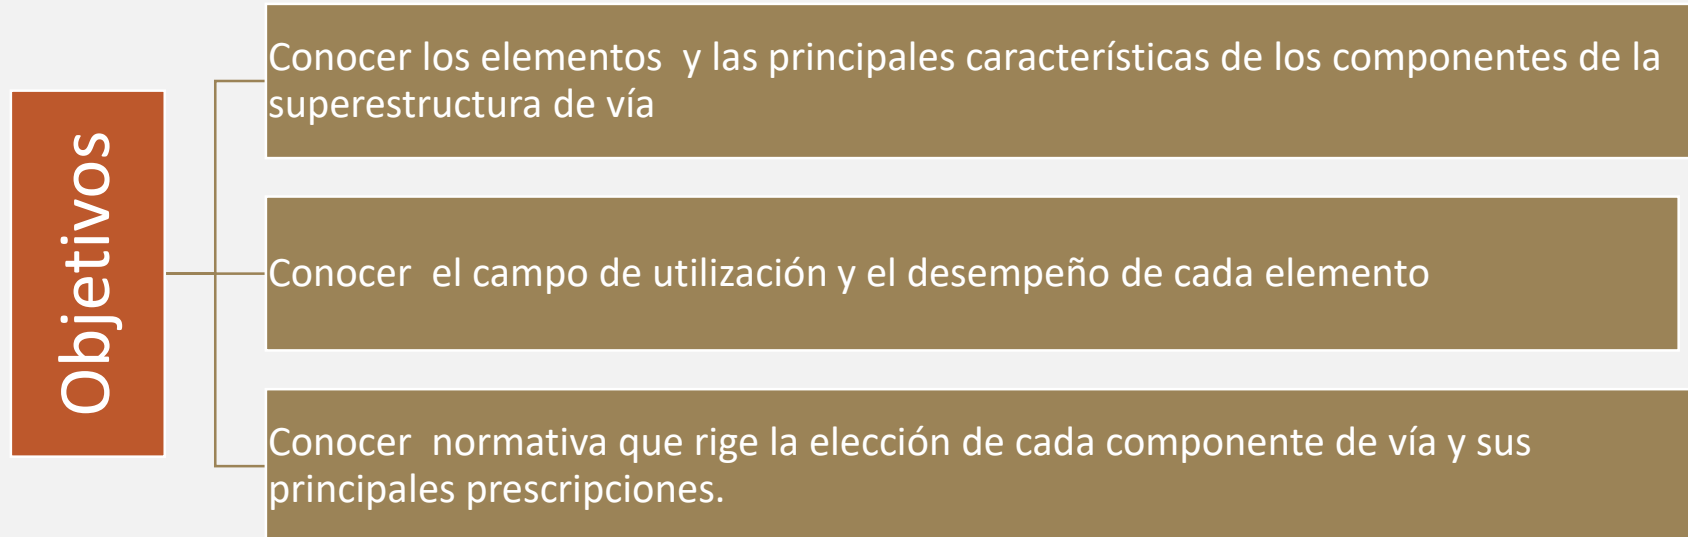 Objetivos
Conocer los elementos  y las principales características de los componentes de la
superestructura de vía
Conocer  el campo de utilización y el desempeño de cada elemento
Conocer  normativa que rige la elección de cada componente de vía y sus
principales prescripciones.